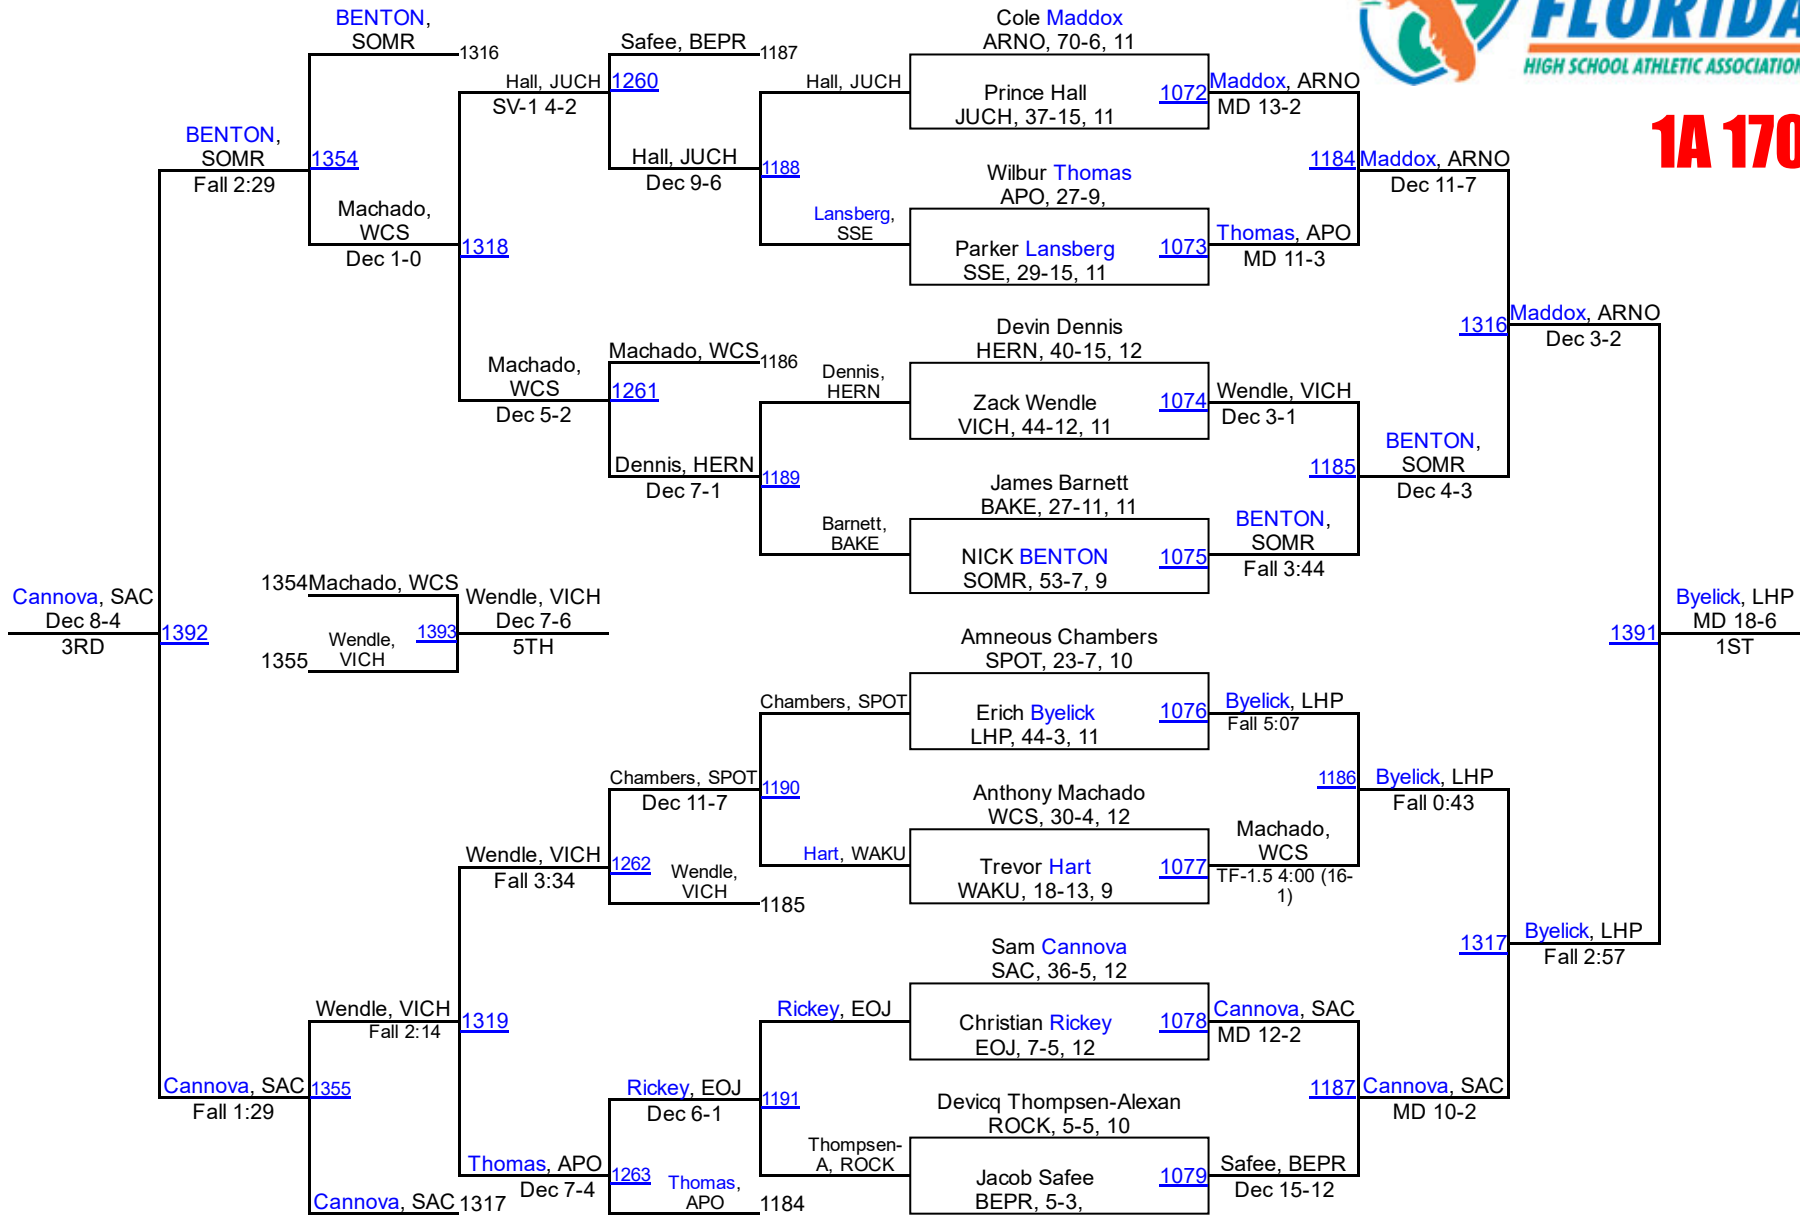 FLORIDA
HIGH SCHOOL ATHLETIC ASSOCIATION
1A 170
BENTON,
SOMR
1316
BENTON,
SOMR
Fall 2:29
1354
Machado,
WCS
Dec 1-0
Hall, JUCH
SV-1 4-2
1318
Machado,
WCS
Dec 5-2
Safee, BEPR
1187
1260
Hall, JUCH
Dec 9-6
Machado, WCS
1186
1261
Dennis, HERN
Dec 7-1
Hall, JUCH
1188
Lansberg,
SSE
Dennis,
HERN
1189
Barnett,
BAKE
Cole Maddox
ARNO, 70-6, 11
Prince Hall
JUCH, 37-15, 11
1072
Wilbur Thomas
APO, 27-9,
Parker Lansberg
SSE, 29-15, 11
1073
Devin Dennis
HERN, 40-15, 12
Zack Wendle
VICH, 44-12, 11
1074
James Barnett
BAKE, 27-11, 11
NICK BENTON
SOMR, 53-7, 9
1075
Maddox, ARNO
MD 13-2
1184
Thomas, APO
MD 11-3
Wendle, VICH
Dec 3-1
1185
BENTON,
SOMR
Fall 3:44
Maddox, ARNO
Dec 11-7
1316
BENTON,
SOMR
Dec 4-3
Maddox, ARNO
Dec 3-2
Cannova, SAC
Dec 8-4
3RD
1392
1354
Machado, WCS
1355
Wendle,
VICH
1393
Wendle, VICH
Dec 7-6
5TH
1391
Byelick, LHP
MD 18-6
1ST
Cannova, SAC
Fall 1:29
1355
Wendle, VICH
Fall 2:14
Cannova, SAC
1317
Wendle, VICH
Fall 3:34
1319
Thomas, APO
Dec 7-4
Chambers, SPOT
Dec 11-7
1262
Wendle,
VICH
1185
Rickey, EOJ
Dec 6-1
1263
Thomas,
APO
1184
Chambers, SPOT
1190
Hart, WAKU
Rickey, EOJ
1191
Thompsen-
A, ROCK
Amneous Chambers
SPOT, 23-7, 10
Erich Byelick
LHP, 44-3, 11
1076
Anthony Machado
WCS, 30-4, 12
Trevor Hart
WAKU, 18-13, 9
1077
Sam Cannova
SAC, 36-5, 12
Christian Rickey
EOJ, 7-5, 12
1078
Devicq Thompsen-Alexan
ROCK, 5-5, 10
Jacob Safee
BEPR, 5-3,
1079
Byelick, LHP
Fall 5:07
1186
Machado,
WCS
TF-1.5 4:00 (16-
1)
Cannova, SAC
MD 12-2
1187
Safee, BEPR
Dec 15-12
Byelick, LHP
Fall 0:43
1317
Cannova, SAC
MD 10-2
Byelick, LHP
Fall 2:57